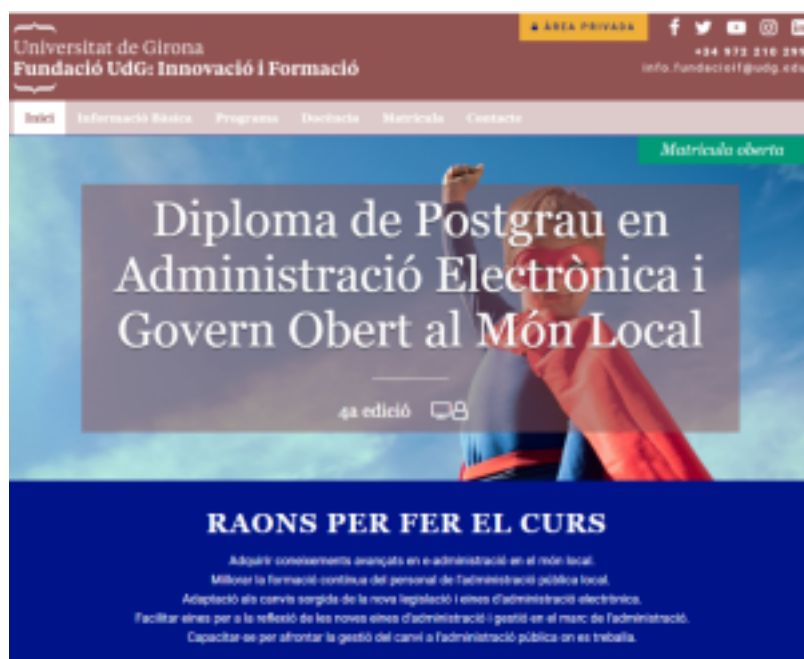 Universitat de Girona
Fundació UdG: Innovació i Formació
ÀREA PRIVADA
+34 972 210 299
info.fundacioif@udg.edu
Inici Informació Bàsica Programa Docència Matrícula Contacte
Matrícula oberta
Diploma de Postgrau en
Administració Electrònica i
Govern Obert al Món Local
4a edició
RAONS PER FER EL CURS
Adquirir coneixements avançats en e-administració en el món local.
Millorar la formació contínua del personal de l'administració pública local.
Adaptació als canvis sorgida de la nova legislació i eines d'administració electrònica.
Facilitar eines per a la reflexió de les noves eines d'administració i gestió en el marc de l'administració.
Capacitar-se per afrontar la gestió del canvi a l'administració pública on es treballa.